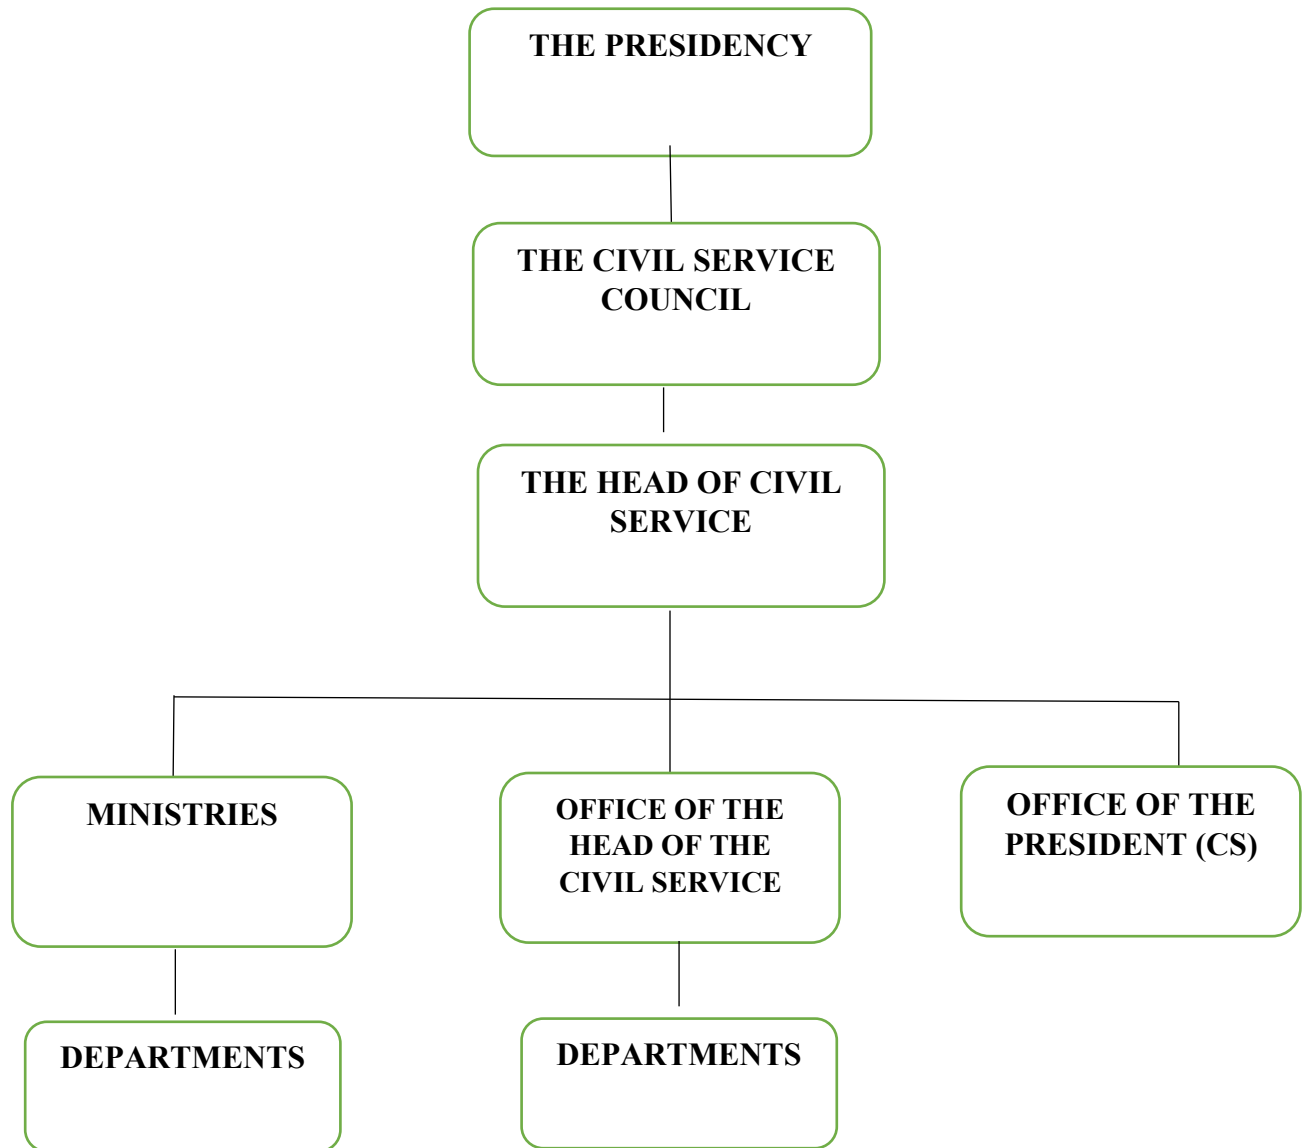 THE PRESIDENCY
THE CIVIL SERVICE
COUNCIL
THE HEAD OF CIVIL
SERVICE
MINISTRIES
OFFICE OF THE
HEAD OF THE
CIVIL SERVICE
OFFICE OF THE
PRESIDENT (CS)
DEPARTMENTS
DEPARTMENTS